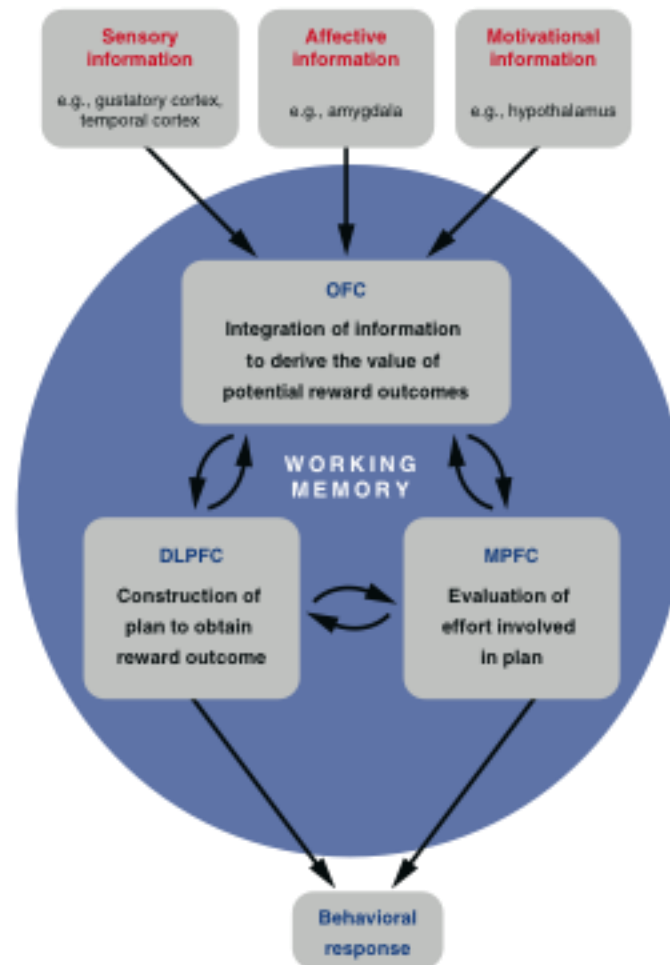 Sensory
information
e.g., gustatory cortex,
temporal cortex
Affective
information
e.g., amygdala
Motivational
information
e.g., hypothalamus
OFC
Integration of information
to derive the value of
potential reward outcomes
WORKING
MEMORY
DLPFC
Construction of
plan to obtain
reward outcome
MPFC
Evaluation of
effort involved
in plan
Behavioral
response